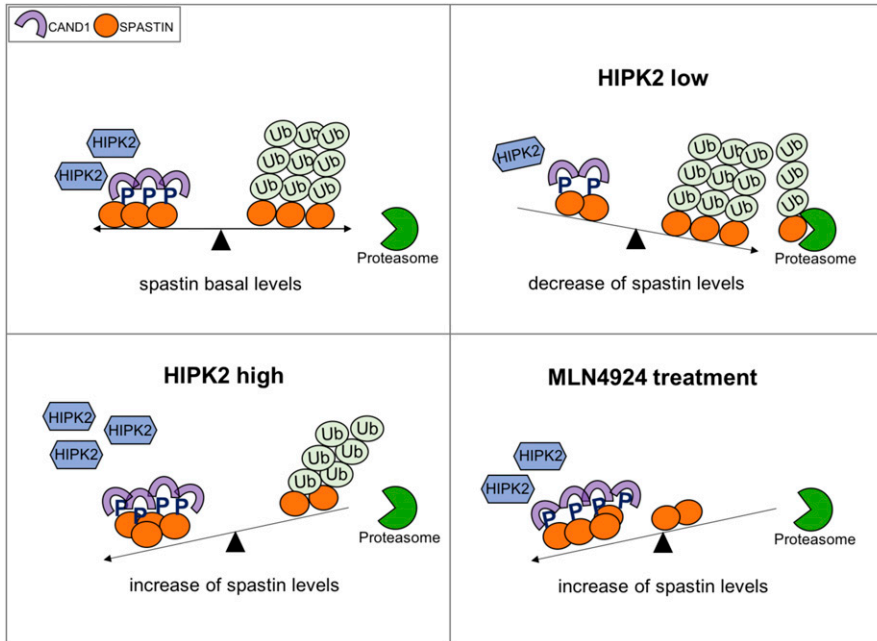 CAND1 SPASTIN
HIPK2
HIPK2
P P P
Ub Ub Ub
Ub Ub Ub
Ub Ub Ub
Proteasome
spastin basal levels
HIPK2 low
HIPK2
P P
Ub Ub Ub Ub
Ub Ub Ub Ub
Ub Ub Ub Ub
Proteasome
decrease of spastin levels
HIPK2 high
HIPK2
HIPK2
HIPK2
P P P P
Ub Ub
Ub Ub
Ub Ub
Proteasome
increase of spastin levels
MLN4924 treatment
HIPK2
HIPK2
P P P P
Proteasome
increase of spastin levels